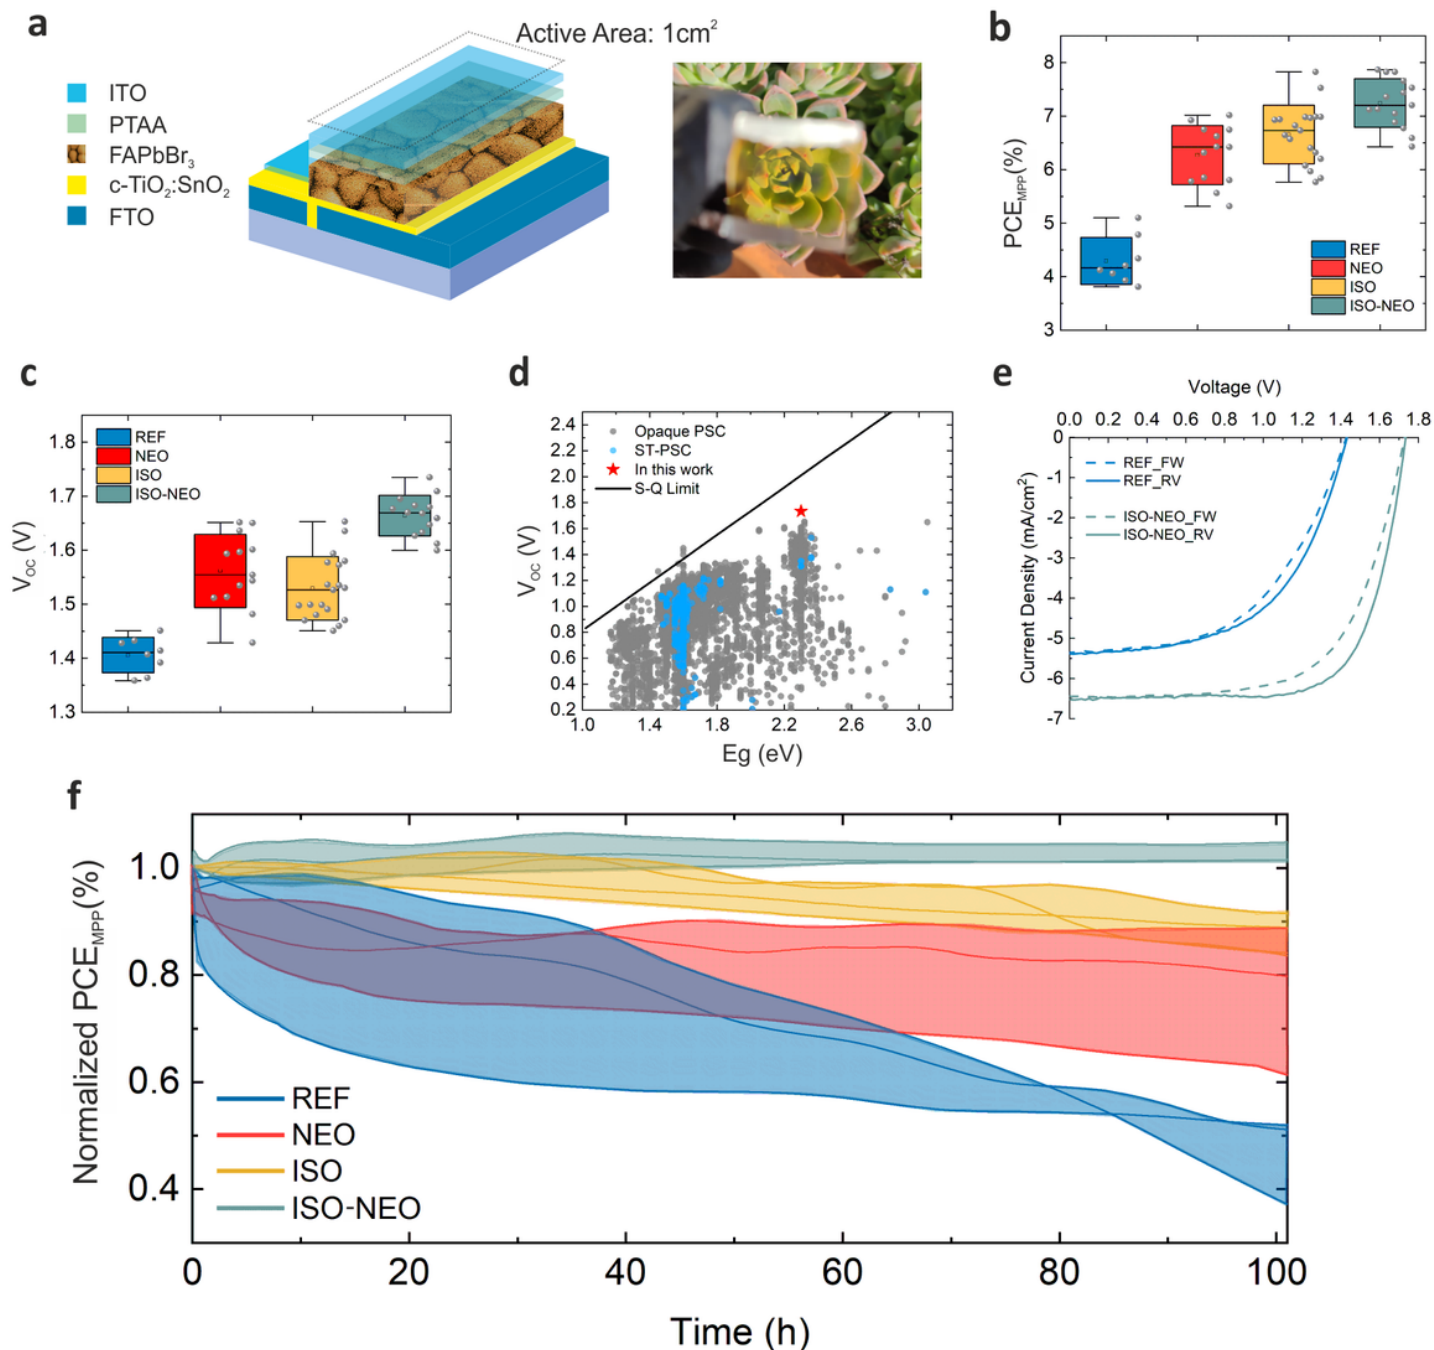 a
Active Area: 1cm²
ITO
PTAA
FAPbBr₃
c-TiO₂:SnO₂
FTO
b
PCE_MPP(%)
8
7
6
5
4
3
REF
NEO
ISO
ISO-NEO
c
V_OC (V)
1.8
1.7
1.6
1.5
1.4
1.3
REF
NEO
ISO
ISO-NEO
d
V_OC (V)
2.4
2.2
2.0
1.8
1.6
1.4
1.2
1.0
0.8
0.6
0.4
0.2
Opaque PSC
ST-PSC
In this work
S-Q Limit
1.0 1.4 1.8 2.2 2.6 3.0
Eg (eV)
e
Voltage (V)
0.0 0.2 0.4 0.6 0.8 1.0 1.2 1.4 1.6 1.8
Current Density (mA/cm²)
0
-1
-2
-3
-4
-5
-6
-7
REF_FW
REF_RV
ISO-NEO_FW
ISO-NEO_RV
f
Normalized PCE_MPP(%)
1.0
0.8
0.6
0.4
REF
NEO
ISO
ISO-NEO
0 20 40 60 80 100
Time (h)